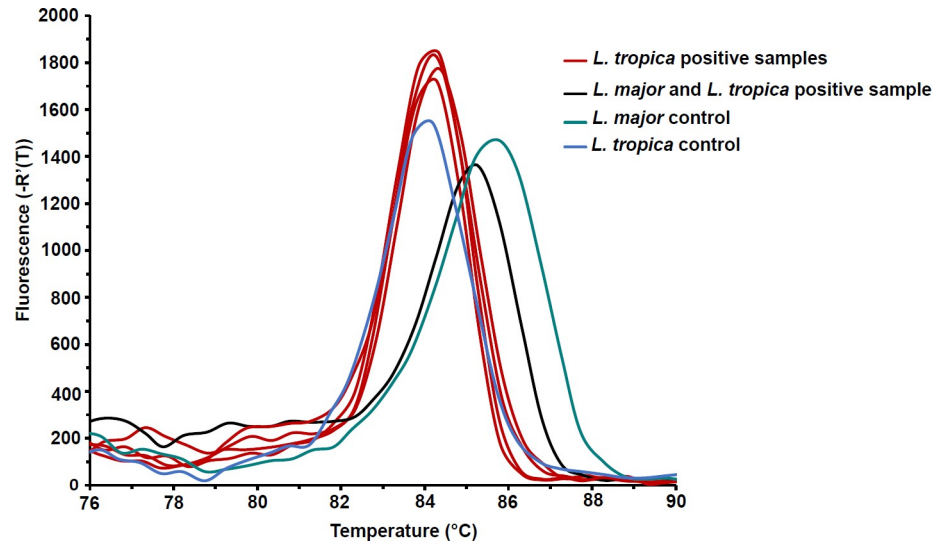 2000
1800
1600
1400
1200
1000
800
600
400
200
0
Fluorescence (-R'(T))
76 78 80 82 84 86 88 90
Temperature (°C)
L. tropica positive samples
L. major and L. tropica positive sample
L. major control
L. tropica control